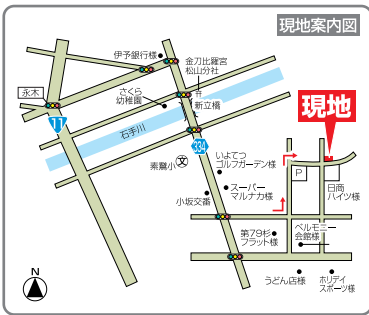 現地案内図
伊予銀行様
金刀比羅宮
松山分社
永木
さくら
幼稚園
新立橋
11
石手川
現地
334
素鵞小
文
いよてつ
ゴルフガーデン様
P
スーパー
マルナカ様
日商
ハイツ様
小坂交番
第79杉
フラット様
ベルモニー
会館様
N
うどん店様
ホリデイ
スポーツ様